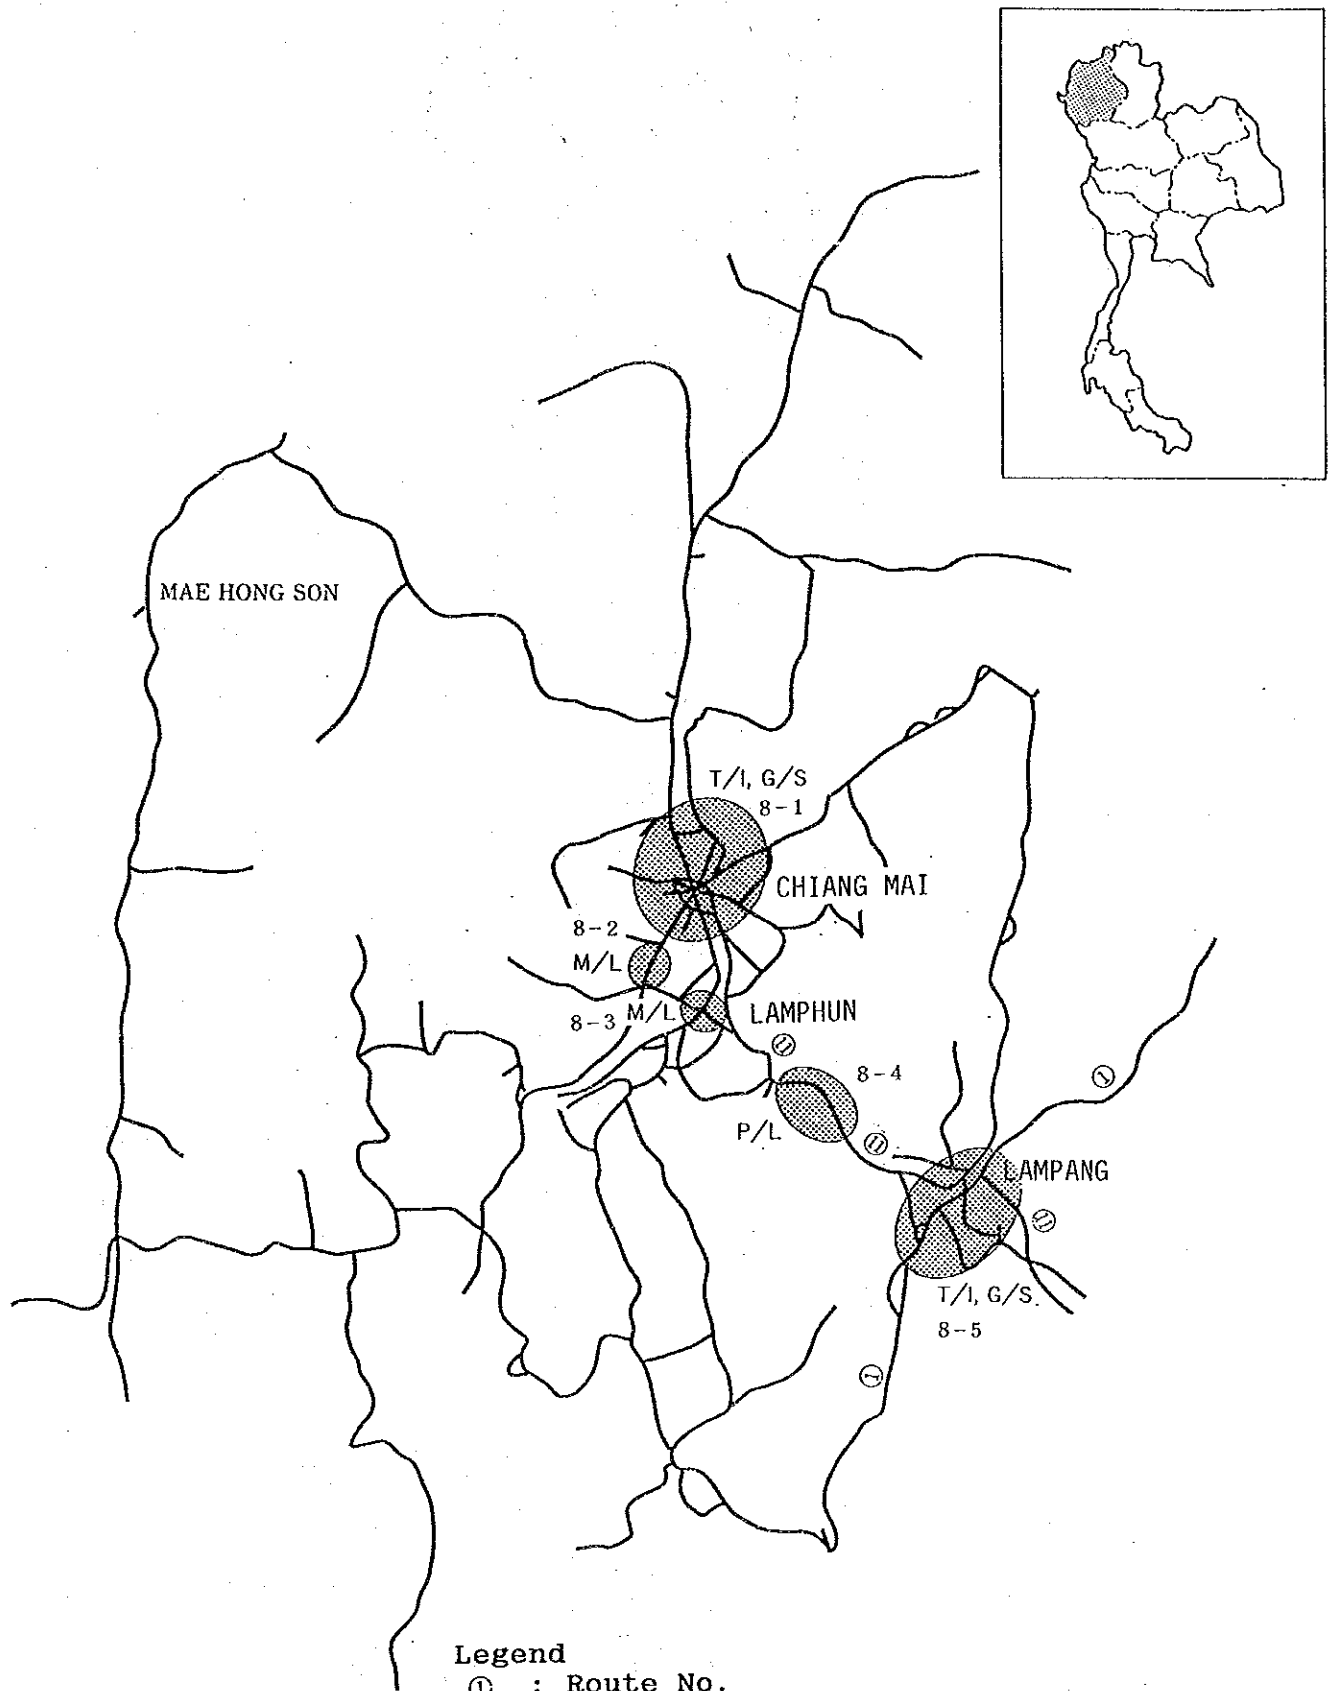 MAE HONG SON
T/I, G/S
8-1
CHIANG MAI
8-2
M/L
8-3 M/L
LAMPHUN
11
8-4
1
P/L
11
LAMPANG
11
T/I, G/S.
8-5
1
Legend
① : Route No.